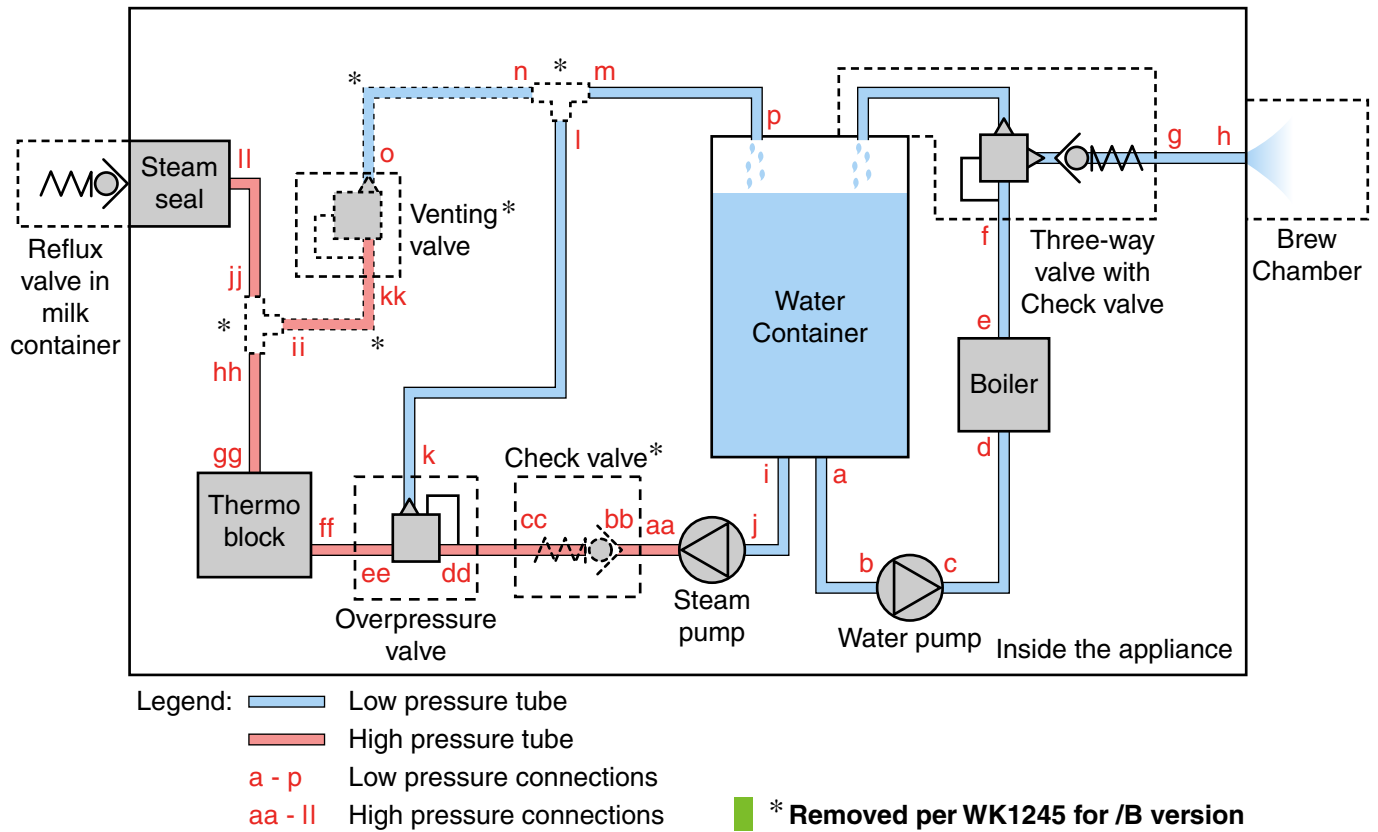 * n * m
p
g h
ll
Steam
seal
o
l
Venting *
valve
Reflux
valve in
milk
container
jj
kk
*
ii *
hh
f
Three-way
valve with
Check valve
Brew
Chamber
Water
Container
e
Boiler
d
gg
k
Check valve *
i a
Thermo
block
ff
ee dd
cc bb aa
j
b c
Overpressure
valve
Steam
pump
Water pump
Inside the appliance
Legend: Low pressure tube
High pressure tube
a - p Low pressure connections
aa - ll High pressure connections
* Removed per WK1245 for /B version